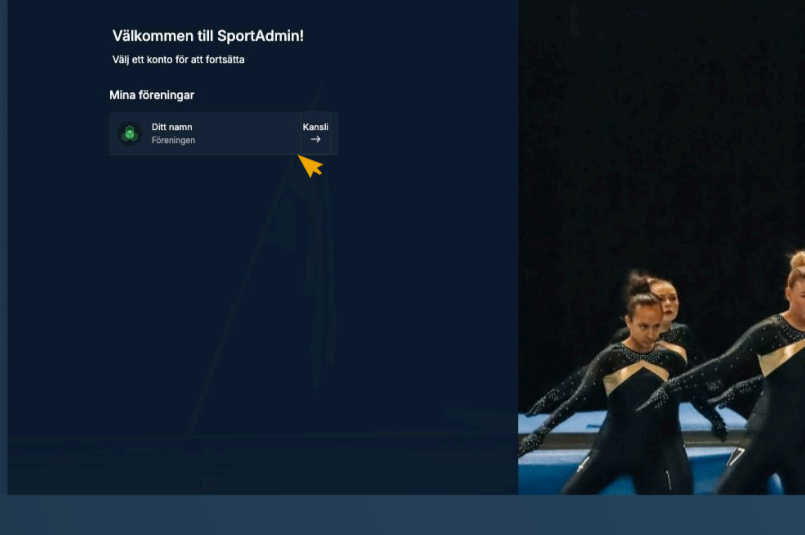 Välkommen till SportAdmin!
Välj ett konto för att fortsätta
Mina föreningar
Ditt namn
Föreningen
Kansli